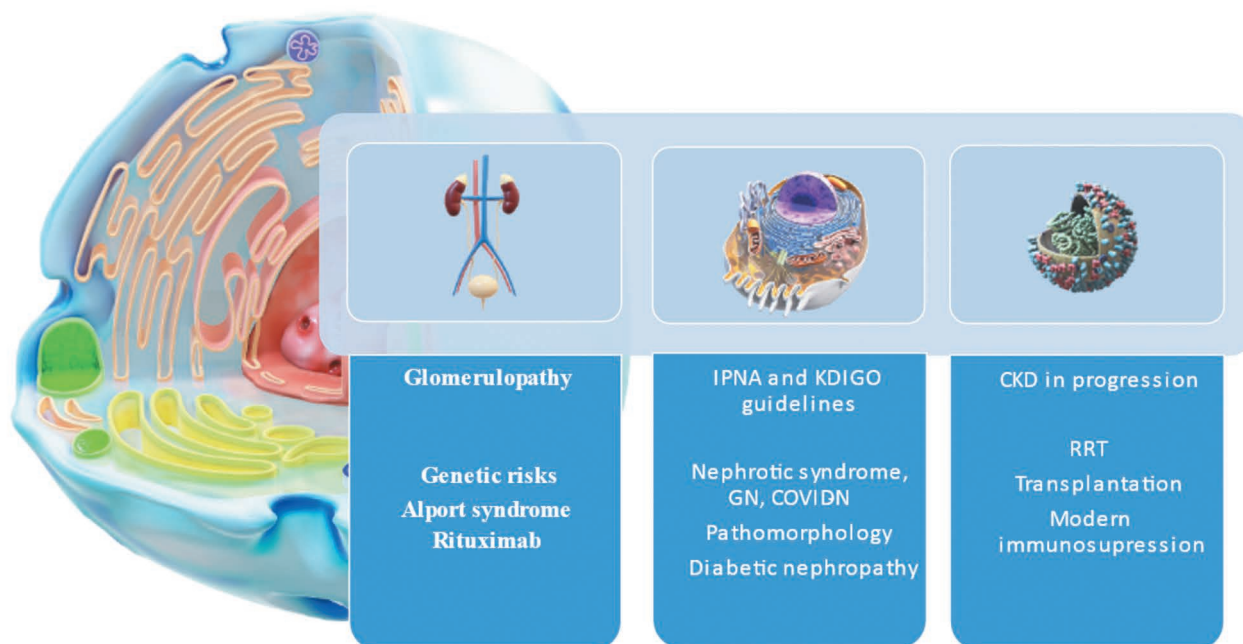 Glomerulopathy
Genetic risks
Alport syndrome
Rituximab
IPNA and KDIGO
guidelines
Nephrotic syndrome,
GN, COVIDN
Pathomorphology
Diabetic nephropathy
CKD in progression
RRT
Transplantation
Modern
immunosupression